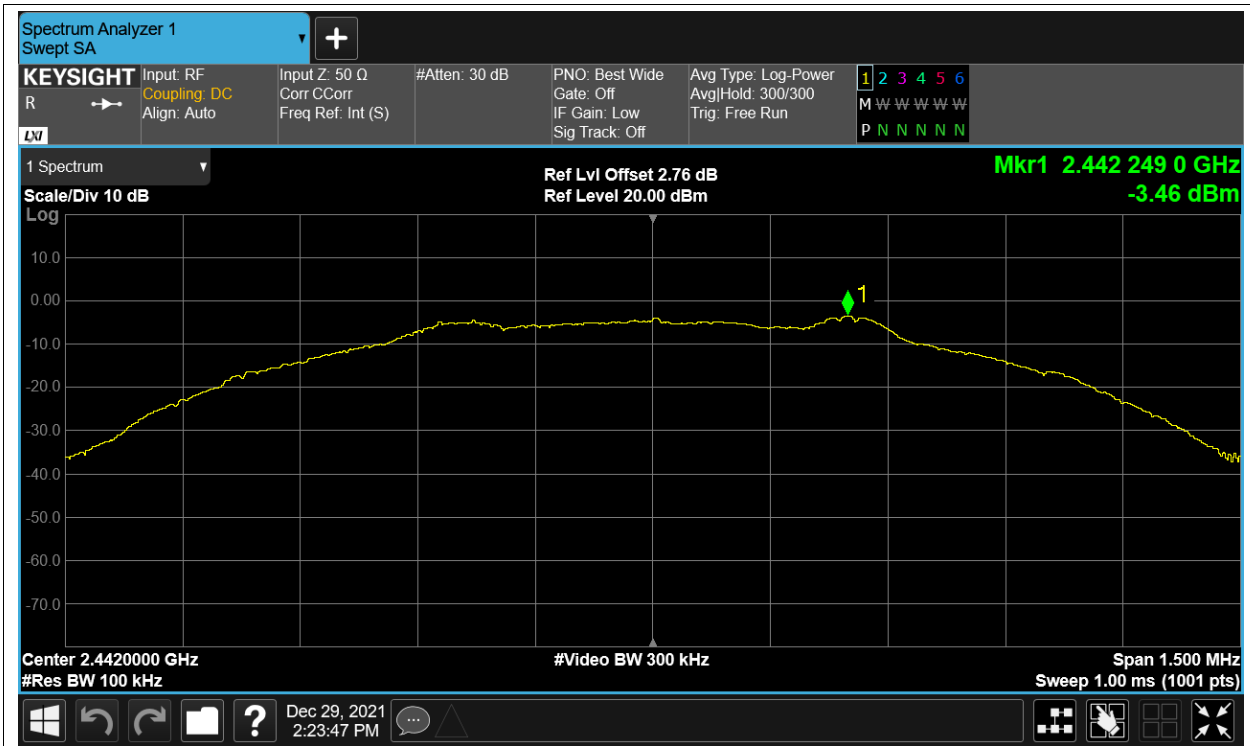 Spectrum Analyzer 1
Swept SA
KEYSIGHT
R
LXI
Input: RF
Coupling: DC
Align: Auto
Input Z: 50 Ω
Corr CCorr
Freq Ref: Int (S)
#Atten: 30 dB
PNO: Best Wide
Gate: Off
IF Gain: Low
Sig Track: Off
Avg Type: Log-Power
Avg|Hold: 300/300
Trig: Free Run
1 2 3 4 5 6
M W W W W W
P N N N N N
1 Spectrum
Scale/Div 10 dB
Log
Ref Lvl Offset 2.76 dB
Ref Level 20.00 dBm
Mkr1 2.442 249 0 GHz
-3.46 dBm
10.0
0.00
-10.0
-20.0
-30.0
-40.0
-50.0
-60.0
-70.0
1
Center 2.4420000 GHz
#Res BW 100 kHz
#Video BW 300 kHz
Span 1.500 MHz
Sweep 1.00 ms (1001 pts)
?
Dec 29, 2021
2:23:47 PM